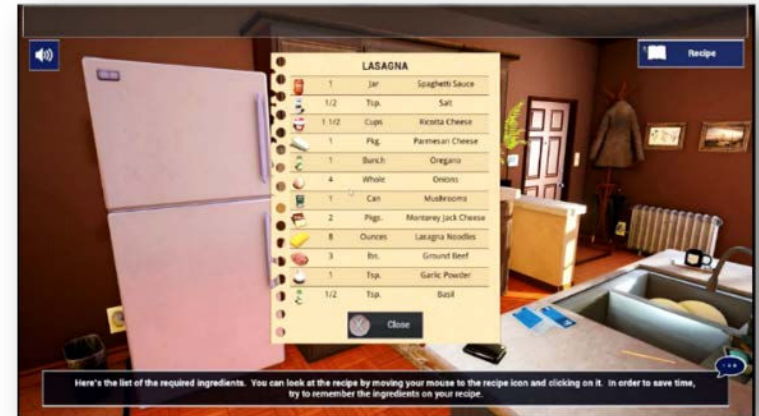 Recipe
LASAGNA
1 Jar Spaghetti Sauce
1/2 Tsp. Salt
1 1/2 Cups Ricotta Cheese
1 Pkg. Parmesan Cheese
1 Bunch Oregano
4 Whole Onions
1 Can Mushrooms
2 Pkgs. Monterey Jack Cheese
8 Ounces Lasagna Noodles
3 lbs. Ground Beef
1 Tsp. Garlic Powder
1/2 Tsp. Basil
Close
Here's the list of the required ingredients. You can look at the recipe by moving your mouse to the recipe icon and clicking on it. In order to save time,
try to remember the ingredients on your recipe.